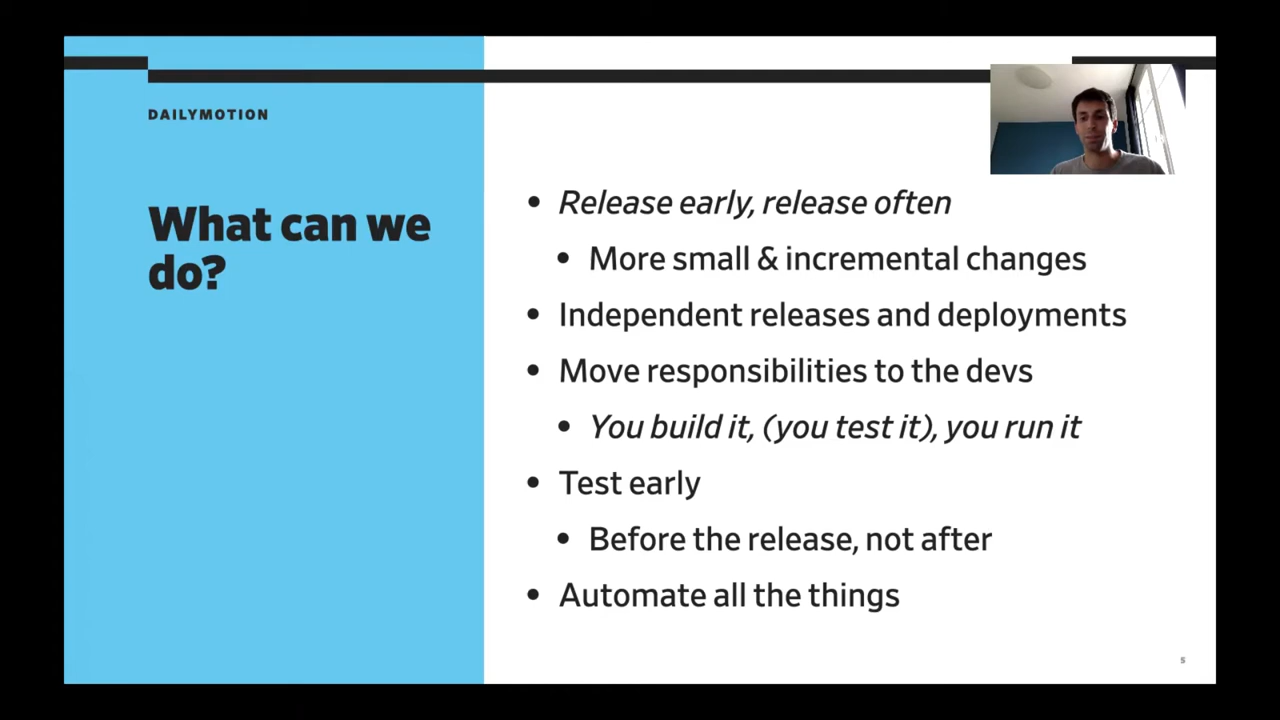 DAILYMOTION
What can we
do?
• Release early, release often
• More small & incremental changes
• Independent releases and deployments
• Move responsibilities to the devs
• You build it, (you test it), you run it
• Test early
• Before the release, not after
• Automate all the things
5